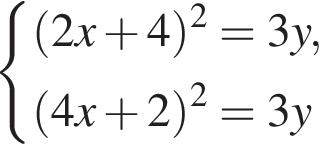 (2x + 4)² = 3y,
(4x + 2)² = 3y